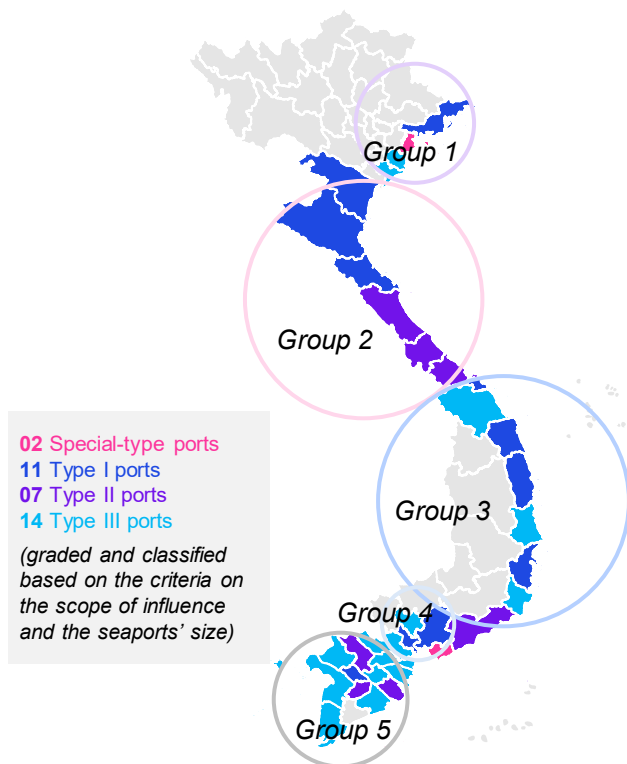 Group 1
Group 2
02 Special-type ports
11 Type I ports
07 Type II ports
14 Type III ports
(graded and classified
based on the criteria on
the scope of influence
and the seaports' size)
Group 3
Group 4
Group 5